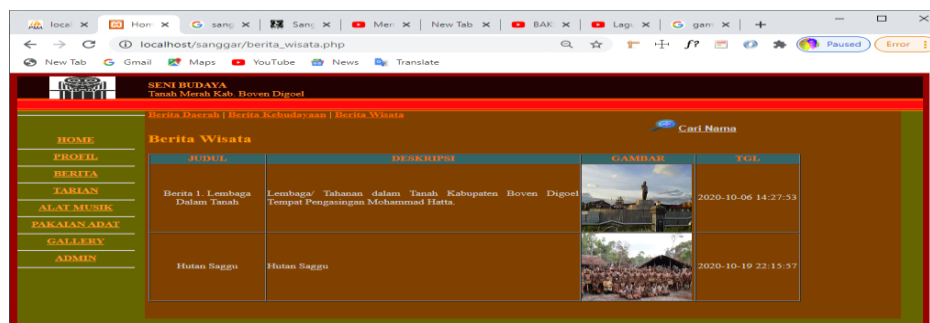 local
Hom
sang
Sang
Men
New Tab
BAK
Lagu
gam
localhost/sanggar/berita_wisata.php
f?
Paused
Error
New Tab
Gmail
Maps
YouTube
News
Translate
SENI BUDAYA
Tanah Merah Kab. Boven Digoel
Berita Daerah | Berita Kebudayaan | Berita Wisata
Cari Nama
HOME
PROFIL
BERITA
TARIAN
ALAT MUSIK
PAKAIAN ADAT
GALLERY
ADMIN
Berita Wisata
JUDUL DESKRIPSI GAMBAR TGL
Berita 1. Lembaga
Dalam Tanah
Lembaga/ Tahanan dalam Tanah Kabupaten Boven Digoel
Tempat Pengasingan Mohammad Hatta.
2020-10-06 14:27:53
Hutan Saggu
Hutan Saggu
2020-10-19 22:15:57